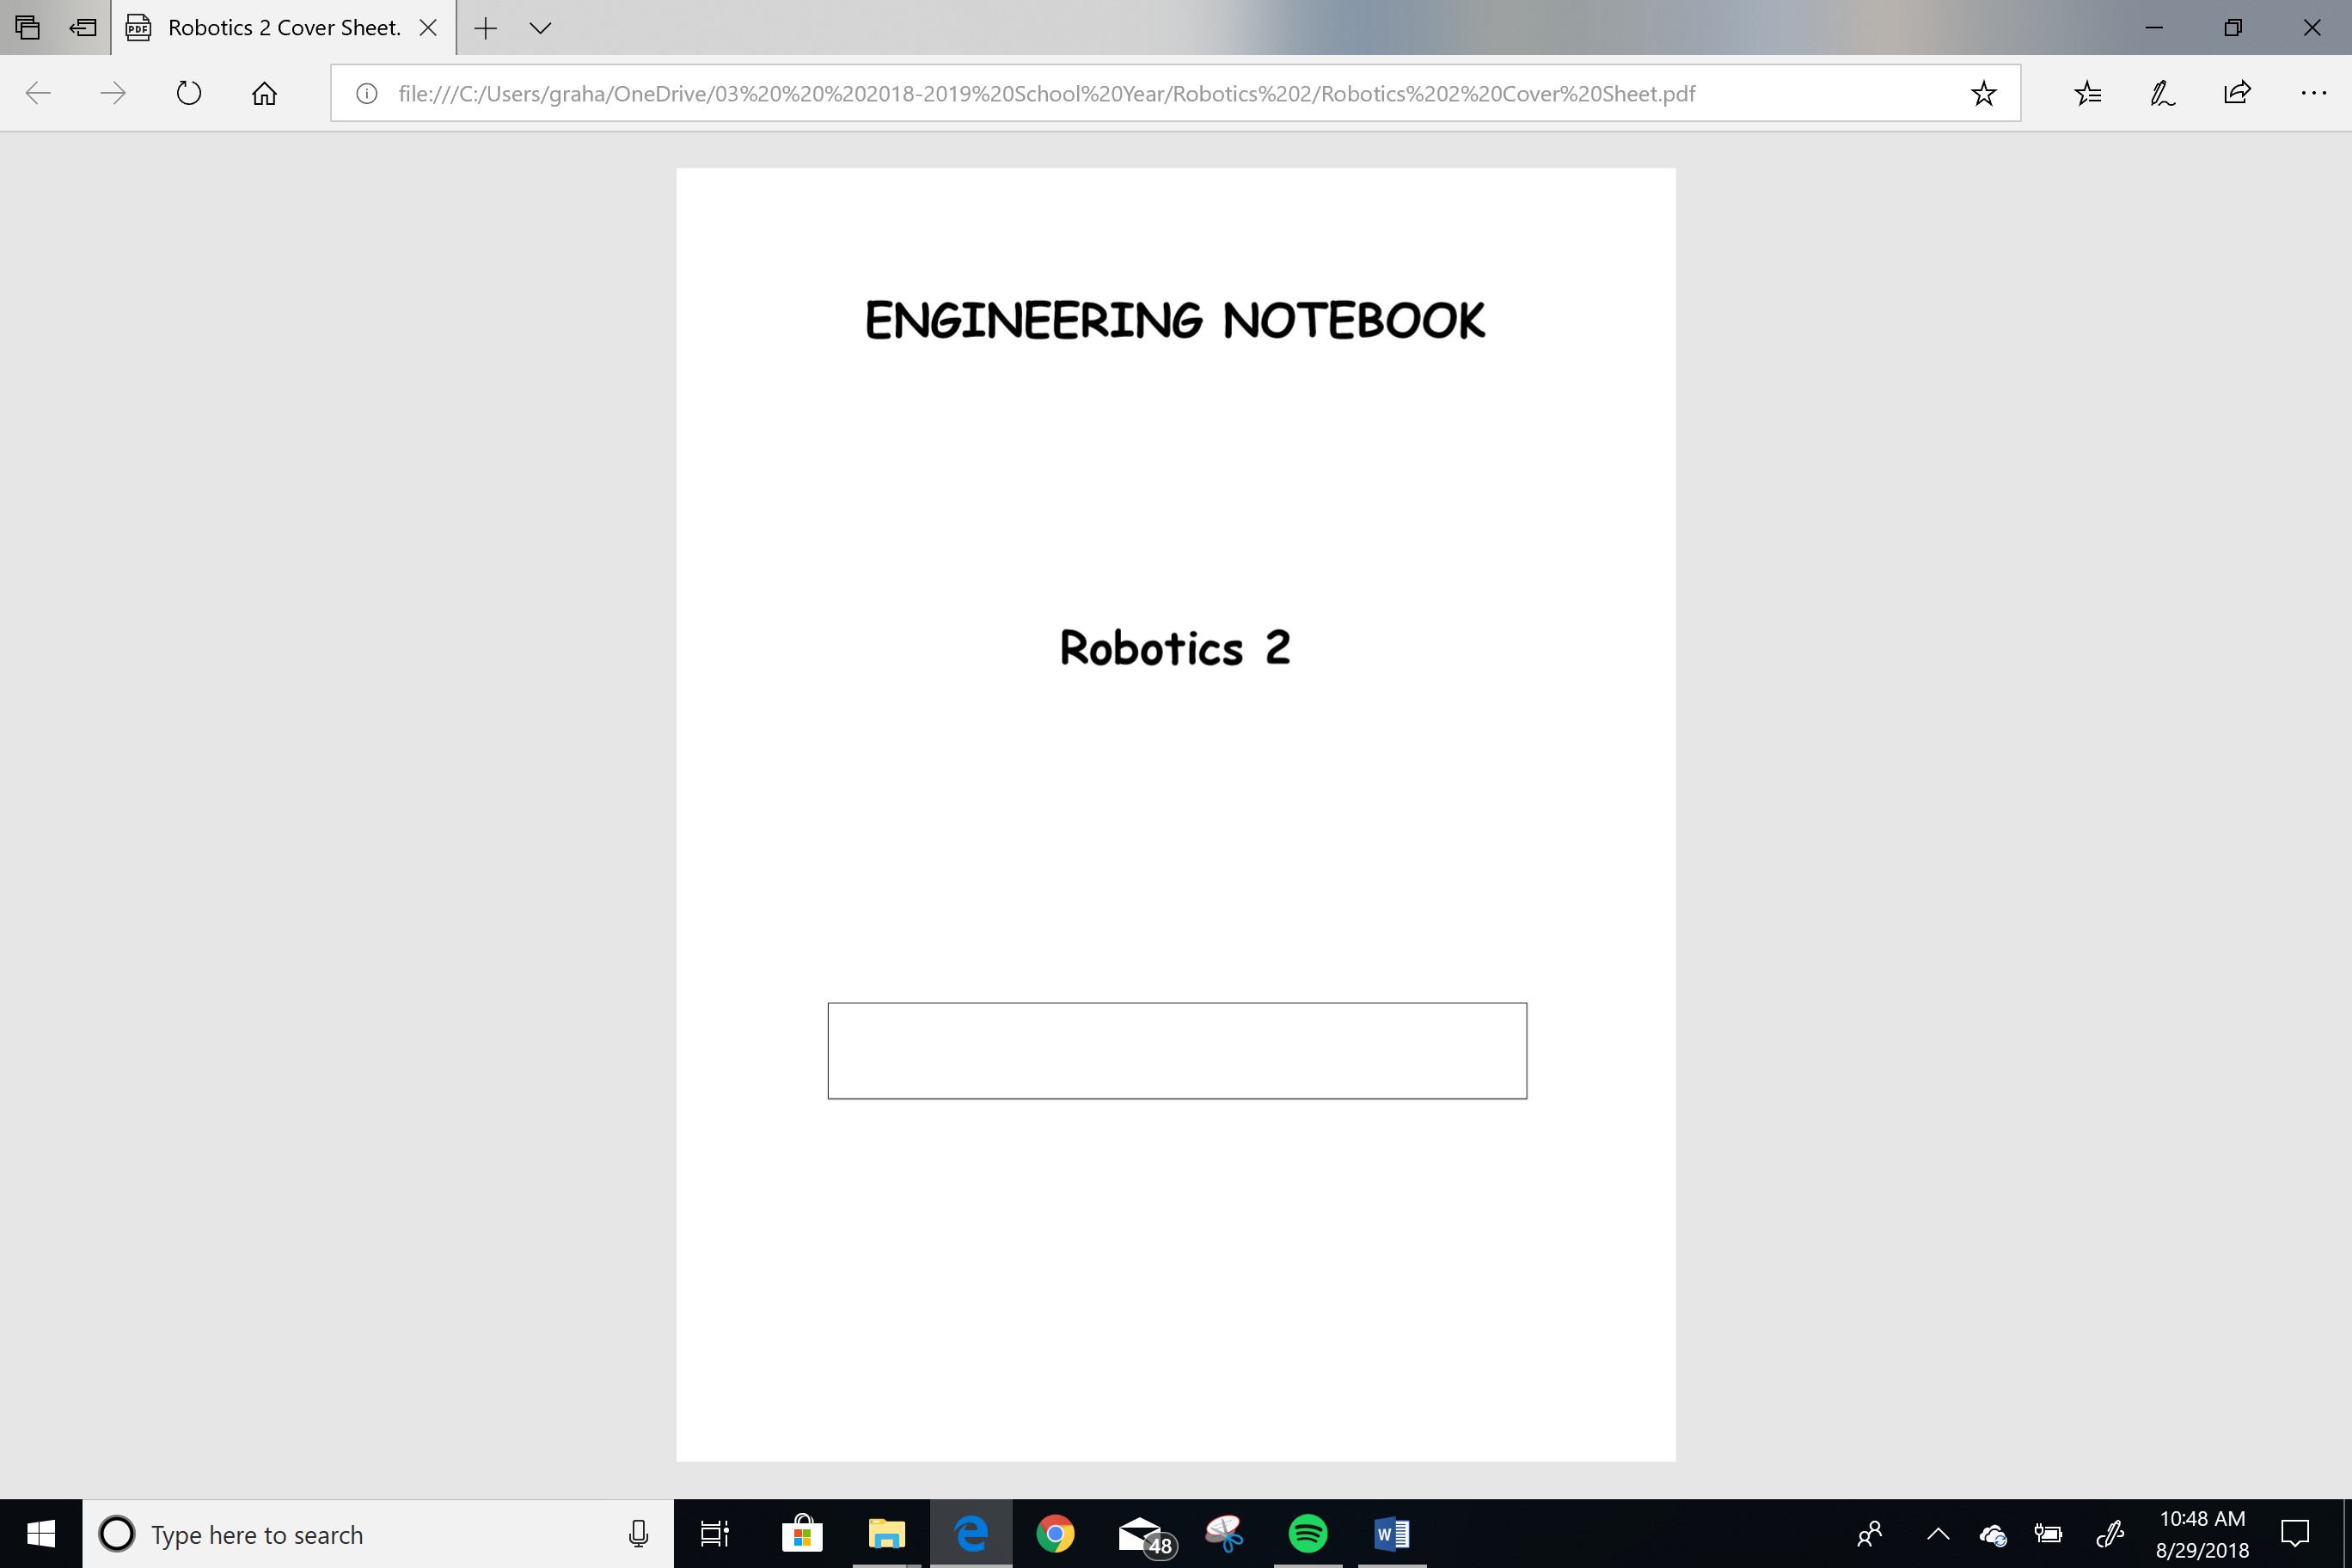 Robotics 2 Cover Sheet.
file:///C:/Users/graha/OneDrive/03%20%20%202018-2019%20School%20Year/Robotics%202/Robotics%202%20Cover%20Sheet.pdf
ENGINEERING NOTEBOOK
Robotics 2
Type here to search
48
10:48 AM
8/29/2018